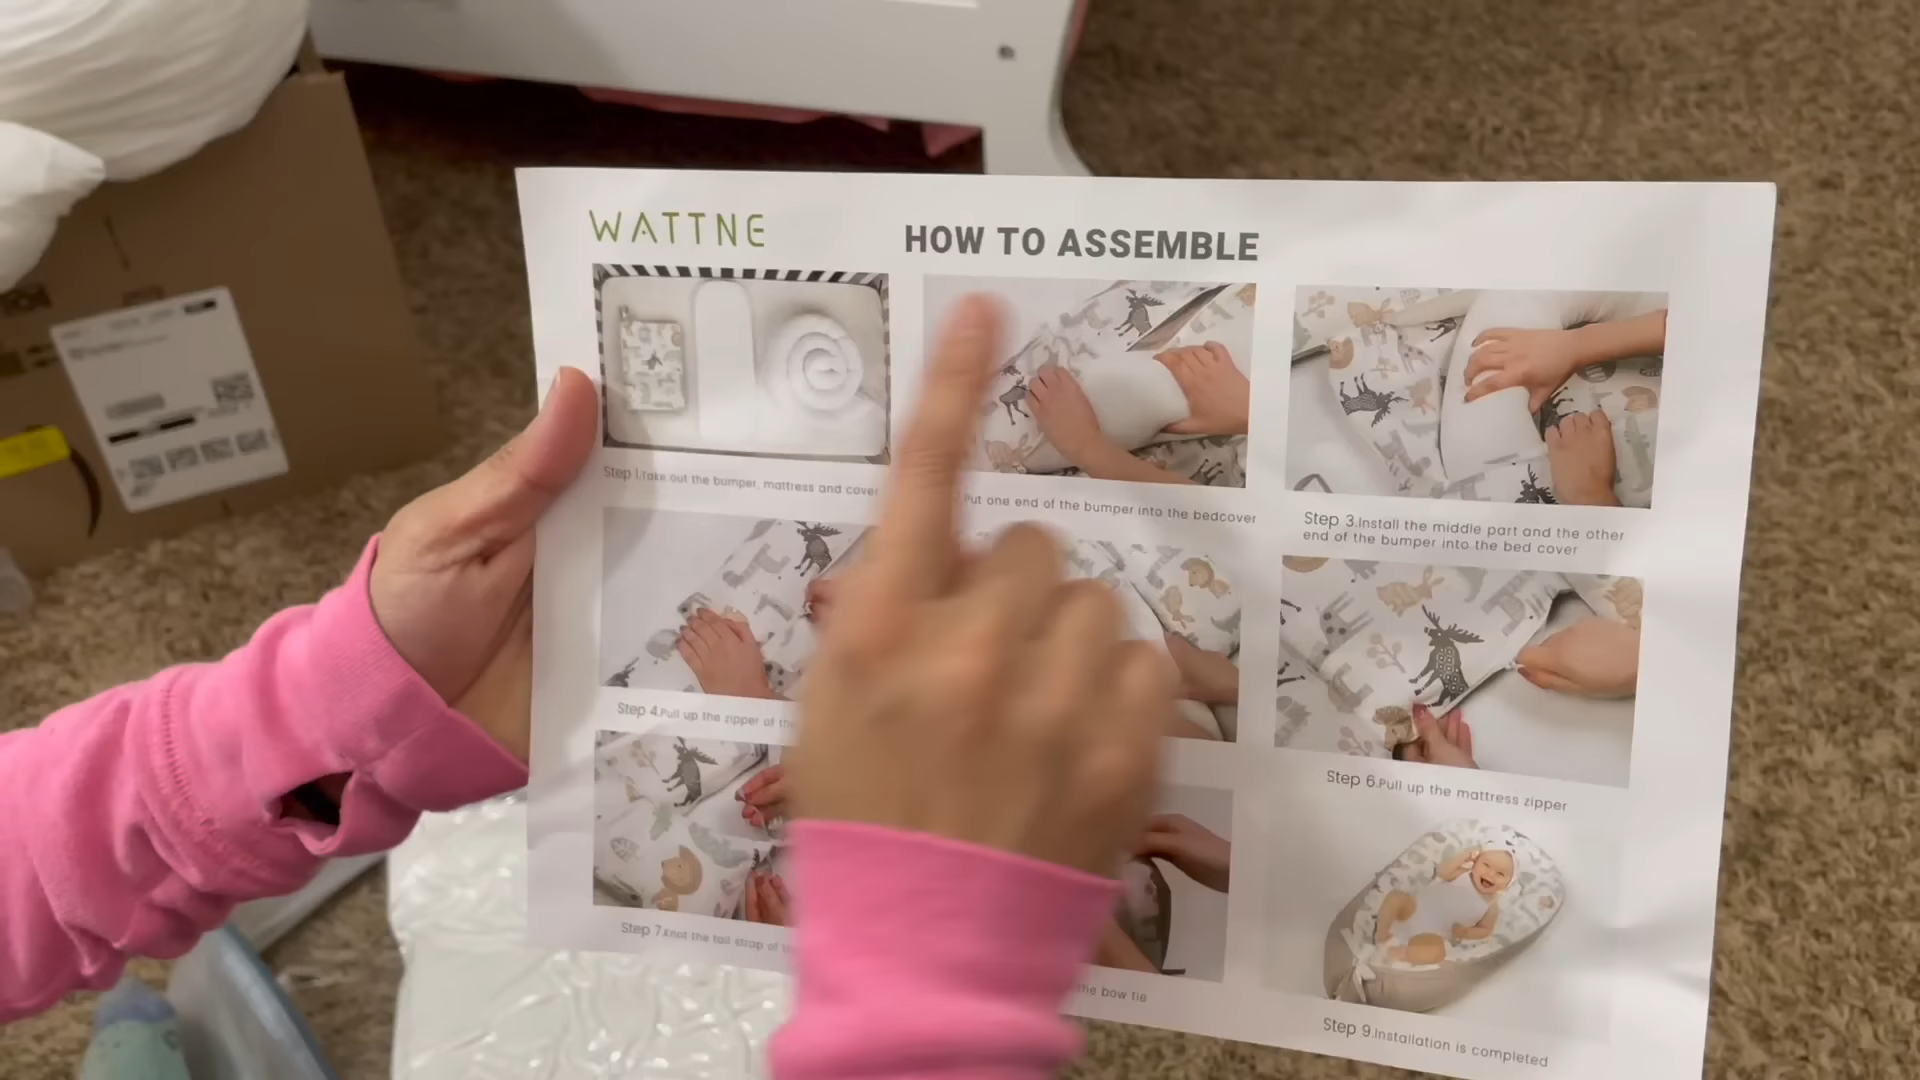 WATTNE
HOW TO ASSEMBLE
Step 1.Take out the bumper, mattress and cover
Put one end of the bumper into the bedcover
Step 3.Install the middle part and the other
end of the bumper into the bed cover
Step 4.Pull up the zipper of the
Step 6.Pull up the mattress zipper
Step 7.Knot the tail strap of
the bow tie
Step 9.Installation is completed